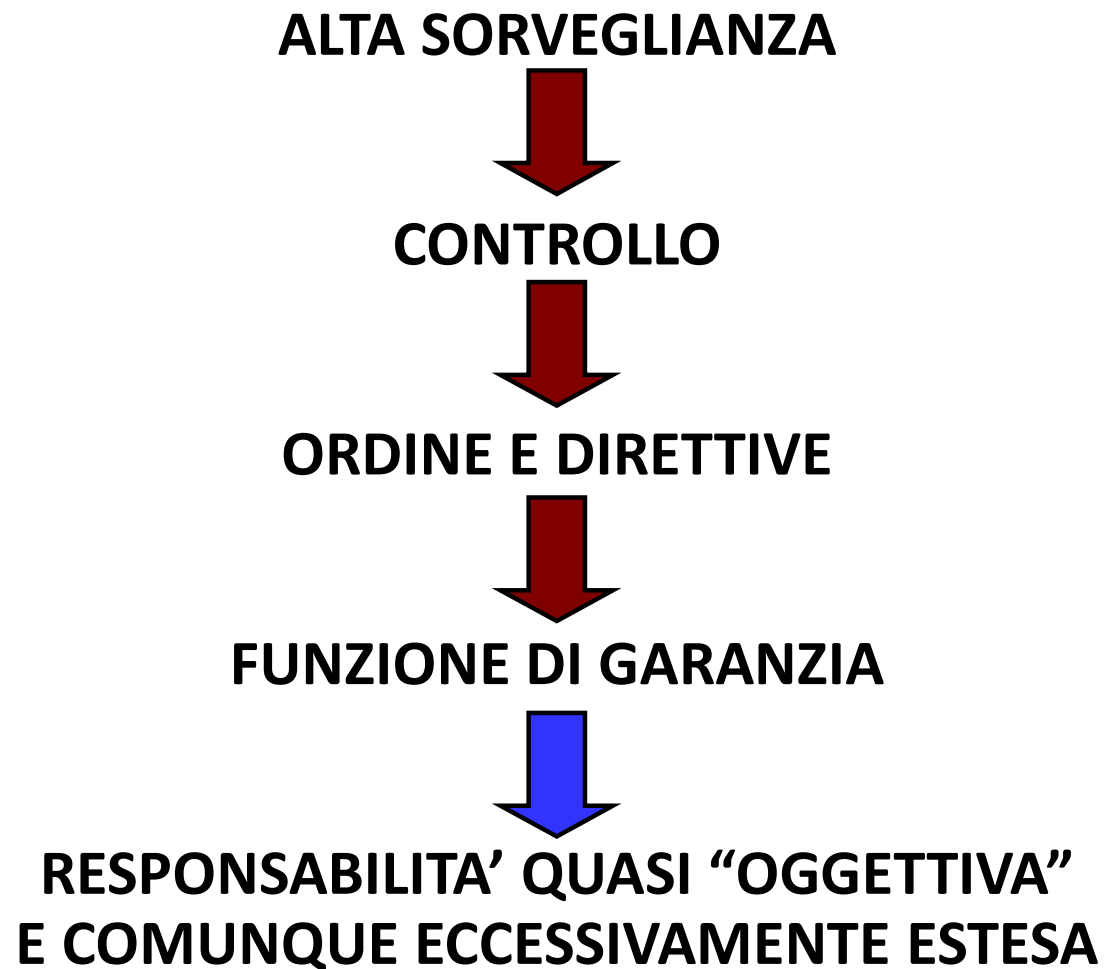 ALTA SORVEGLIANZA
CONTROLLO
ORDINE E DIRETTIVE
FUNZIONE DI GARANZIA
RESPONSABILITA’ QUASI “OGGETTIVA”
E COMUNQUE ECCESSIVAMENTE ESTESA